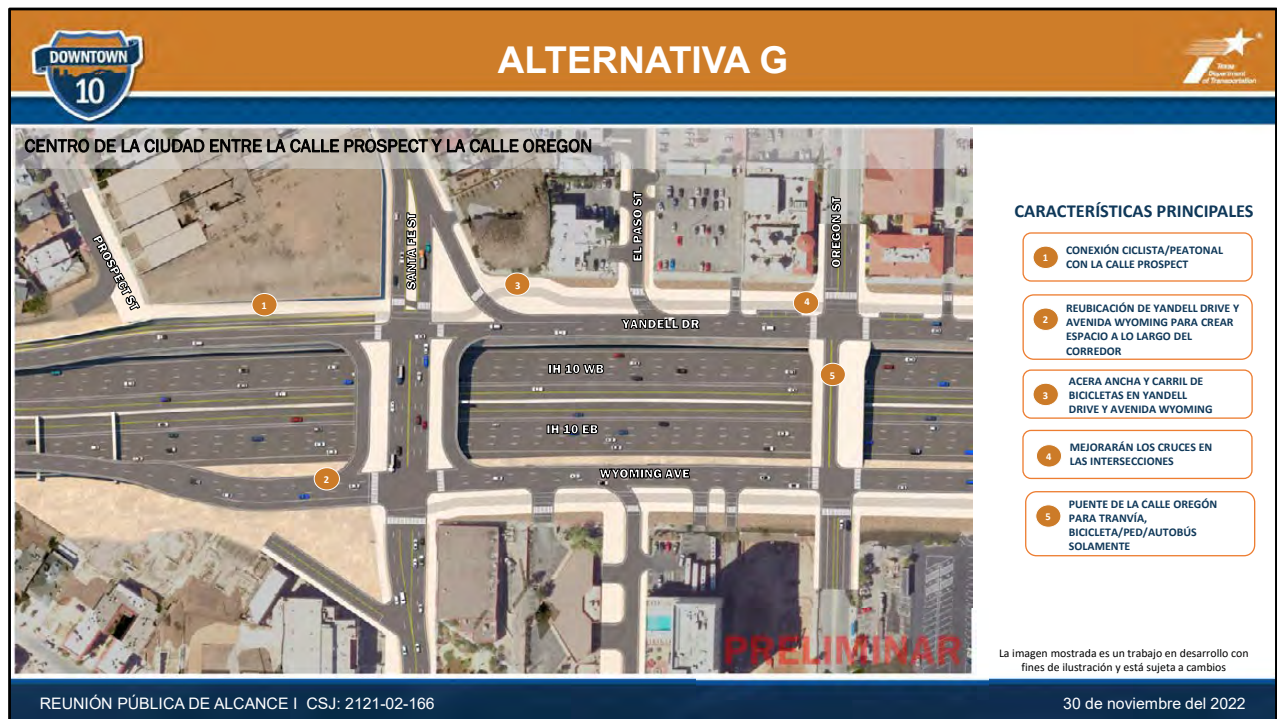 DOWNTOWN
10
ALTERNATIVA G
Texas
Department
of Transportation
CENTRO DE LA CIUDAD ENTRE LA CALLE PROSPECT Y LA CALLE OREGON
PROSPECT ST
SANTA FE ST
EL PASO ST
OREGON ST
1
3
4
YANDELL DR
IH 10 WB
5
IH 10 EB
2
WYOMING AVE
PRELIMINAR
CARACTERÍSTICAS PRINCIPALES
1
CONEXIÓN CICLISTA/PEATONAL
CON LA CALLE PROSPECT
2
REUBICACIÓN DE YANDELL DRIVE Y
AVENIDA WYOMING PARA CREAR
ESPACIO A LO LARGO DEL
CORREDOR
3
ACERA ANCHA Y CARRIL DE
BICICLETAS EN YANDELL
DRIVE Y AVENIDA WYOMING
4
MEJORARÁN LOS CRUCES EN
LAS INTERSECCIONES
5
PUENTE DE LA CALLE OREGÓN
PARA TRANVÍA,
BICICLETA/PED/AUTOBÚS
SOLAMENTE
La imagen mostrada es un trabajo en desarrollo con
fines de ilustración y está sujeta a cambios
REUNIÓN PÚBLICA DE ALCANCE I CSJ: 2121-02-166
30 de noviembre del 2022